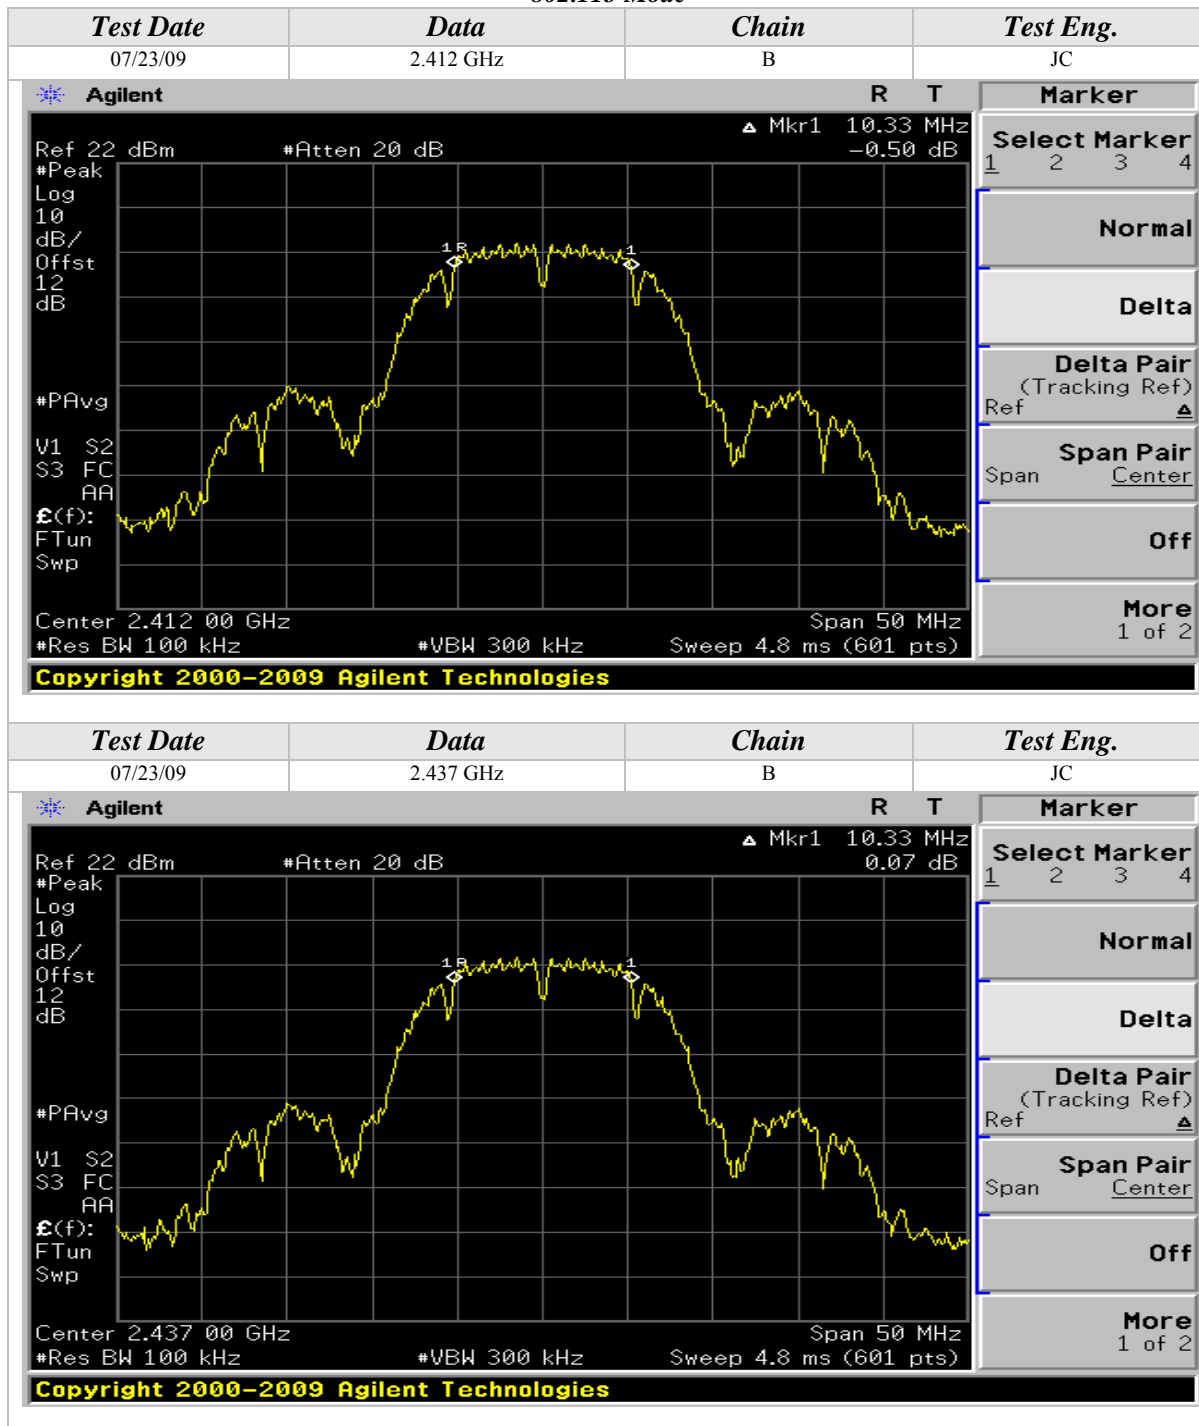 802.11b Mode
Test Date Data Chain Test Eng.
07/23/09 2.412 GHz B JC
Agilent R T Marker
Δ Mkr1 10.33 MHz
Ref 22 dBm #Atten 20 dB -0.50 dB
Select Marker
1 2 3 4
#Peak
Log
10
dB/
Offst
12
dB
1R 1
Normal
Delta
Delta Pair
(Tracking Ref)
Ref Δ
#PAvg
V1 S2
S3 FC
AA
Span Pair
Span Center
£(f):
FTun
Swp
Off
Center 2.412 00 GHz Span 50 MHz
#Res BW 100 kHz #VBW 300 kHz Sweep 4.8 ms (601 pts)
More
1 of 2
Copyright 2000-2009 Agilent Technologies
Test Date Data Chain Test Eng.
07/23/09 2.437 GHz B JC
Agilent R T Marker
Δ Mkr1 10.33 MHz
Ref 22 dBm #Atten 20 dB 0.07 dB
Select Marker
1 2 3 4
#Peak
Log
10
dB/
Offst
12
dB
1R 1
Normal
Delta
Delta Pair
(Tracking Ref)
Ref Δ
#PAvg
V1 S2
S3 FC
AA
Span Pair
Span Center
£(f):
FTun
Swp
Off
Center 2.437 00 GHz Span 50 MHz
#Res BW 100 kHz #VBW 300 kHz Sweep 4.8 ms (601 pts)
More
1 of 2
Copyright 2000-2009 Agilent Technologies